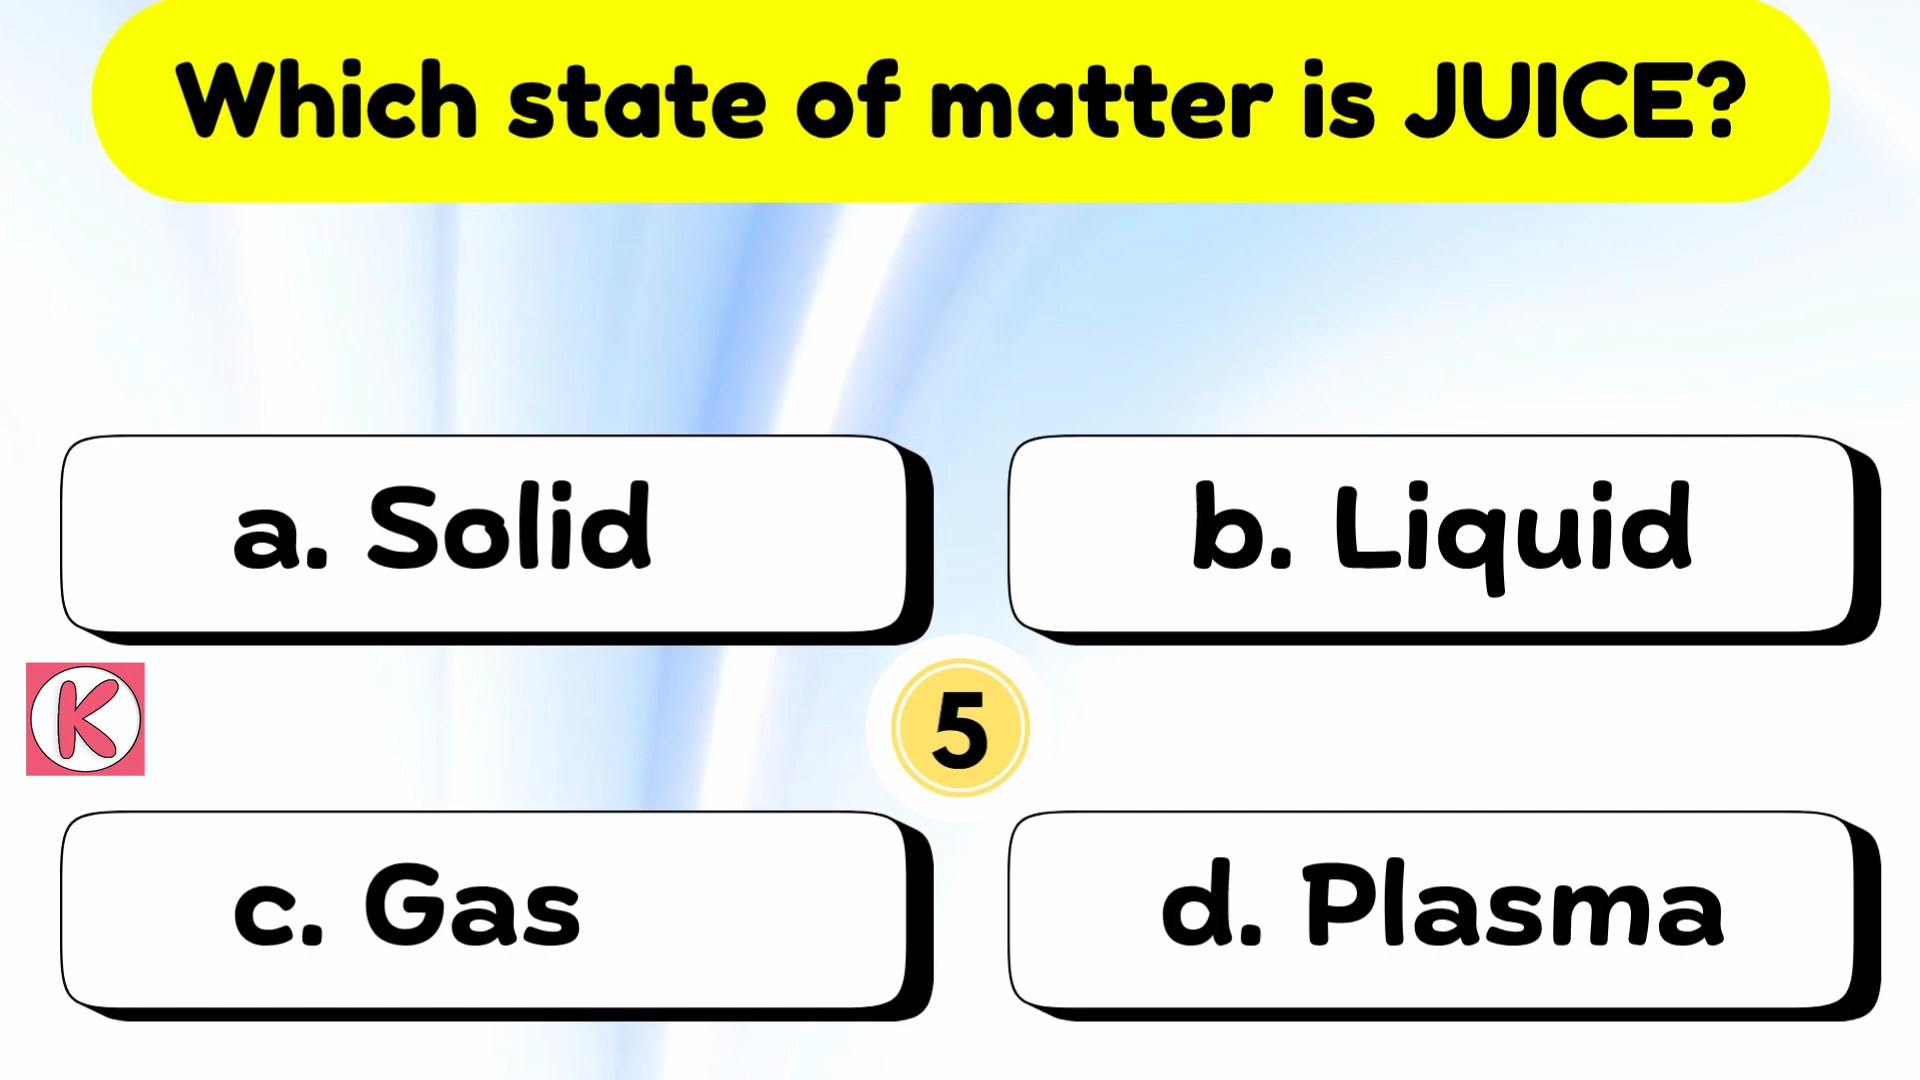 Which state of matter is JUICE?
a. Solid
b. Liquid
K
5
c. Gas
d. Plasma